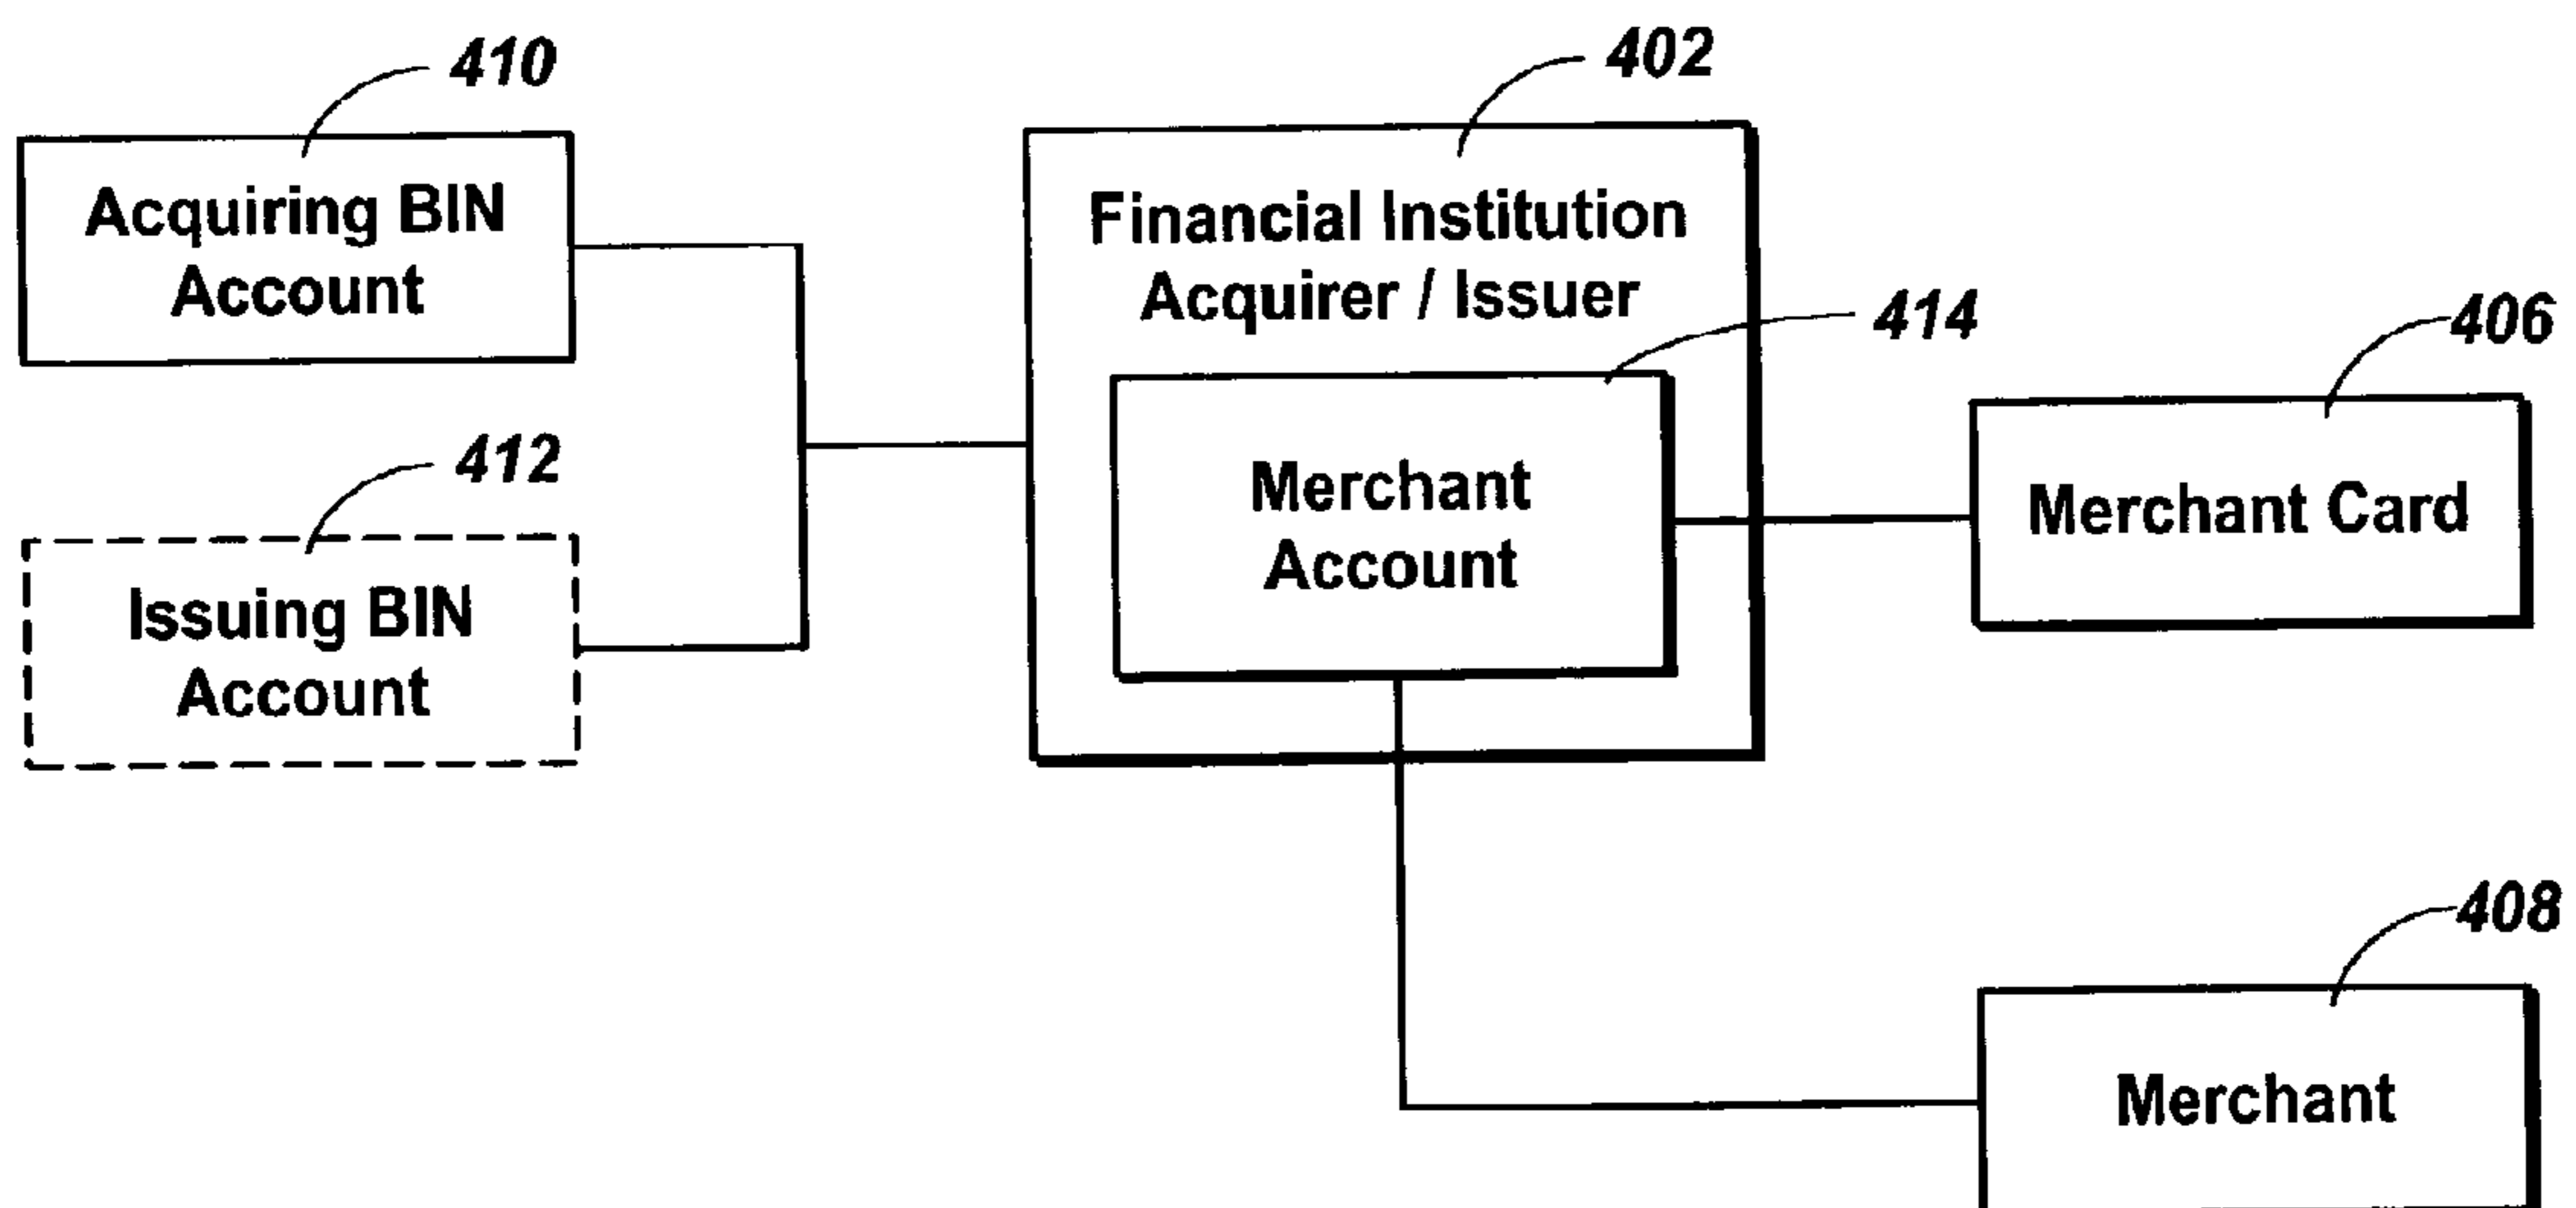 410
Acquiring BIN
Account
412
Issuing BIN
Account
402
Financial Institution
Acquirer / Issuer
414
Merchant
Account
406
Merchant Card
408
Merchant